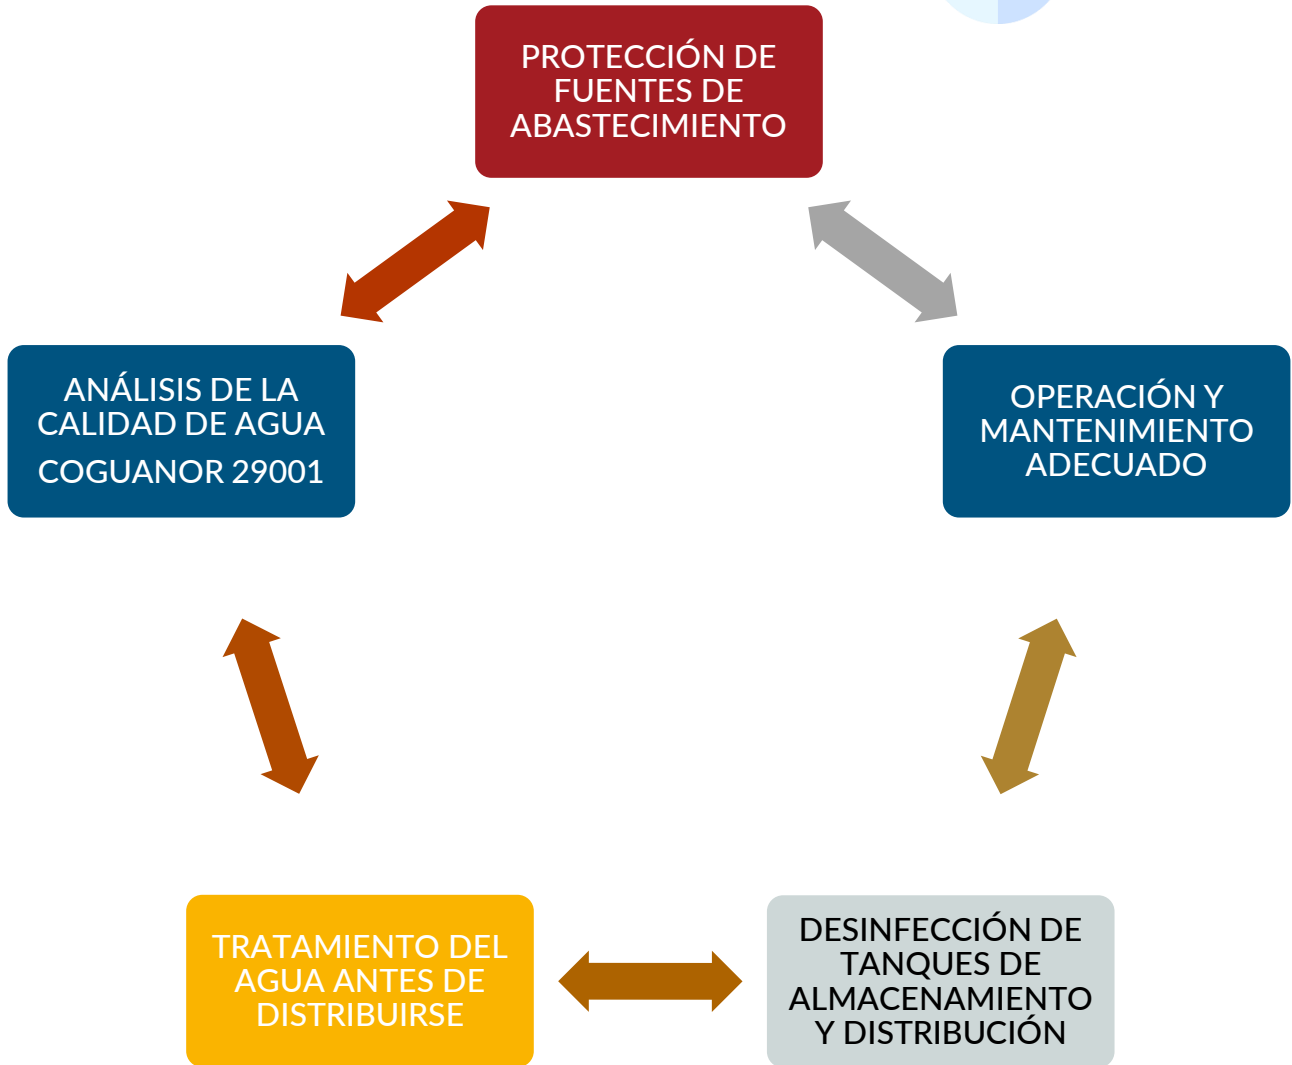 PROTECCIÓN DE
FUENTES DE
ABASTECIMIENTO
ANÁLISIS DE LA
CALIDAD DE AGUA
COGUANOR 29001
OPERACIÓN Y
MANTENIMIENTO
ADECUADO
TRATAMIENTO DEL
AGUA ANTES DE
DISTRIBUIRSE
DESINFECCIÓN DE
TANQUES DE
ALMACENAMIENTO
Y DISTRIBUCIÓN